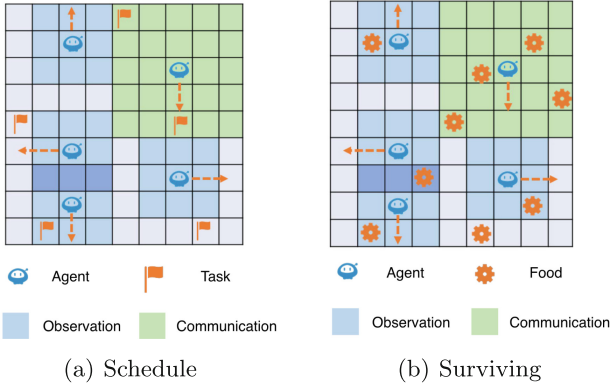 Agent Task
Observation Communication
(a) Schedule
Agent Food
Observation Communication
(b) Surviving